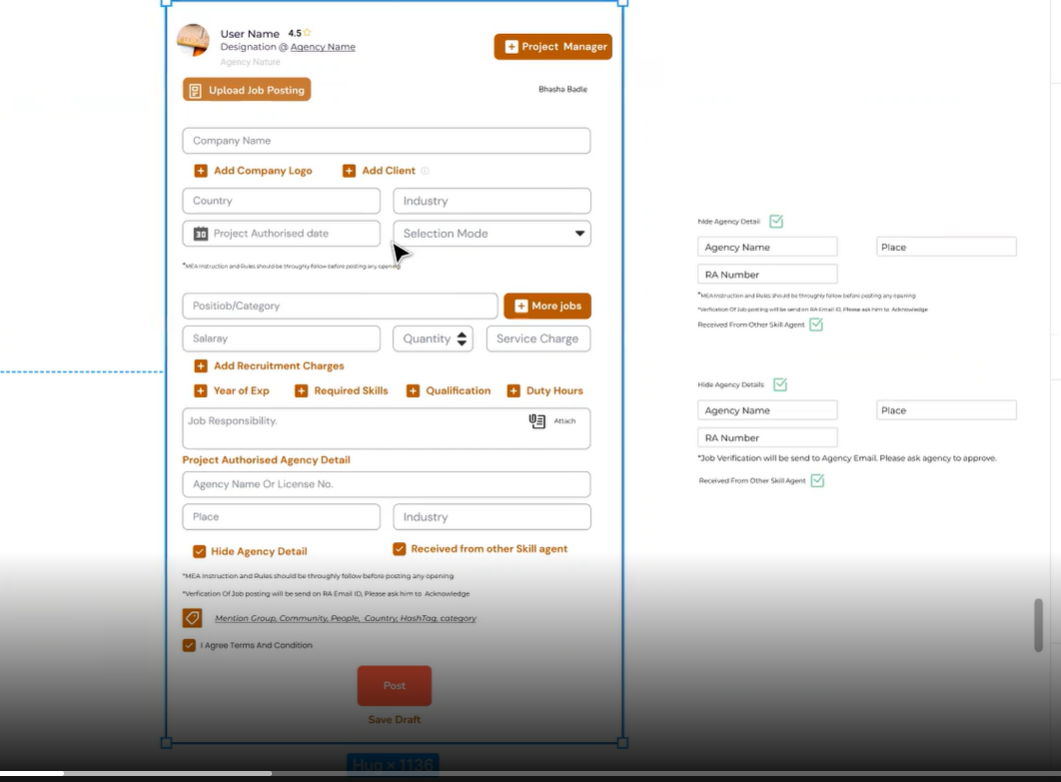 User Name 4.5
Designation @ Agency Name
Agency Nature
Project Manager
Upload Job Posting
Bhasha Badle
Company Name
Add Company Logo
Add Client
Country
Industry
30 Project Authorised date
Selection Mode
*MEA Instruction and Rules should be throughly follow before posting any opening
Positiob/Category
More jobs
Salaray
Quantity
Service Charge
Add Recruitment Charges
Year of Exp
Required Skills
Qualification
Duty Hours
Job Responsibility.
Attach
Project Authorised Agency Detail
Agency Name Or License No.
Place
Industry
Hide Agency Detail
Received from other Skill agent
*MEA Instruction and Rules should be throughly follow before posting any opening
*Verfication Of Job posting will be send on RA Email ID, Please ask him to Acknowledge
Mention Group, Community, People, Country, HashTag, category
I Agree Terms And Condition
Post
Save Draft
Hug × 1136
hide Agency Detail
Agency Name
Place
RA Number
*MEA Instruction and Rules should be throughly follow before posting any opening
*Verfication Of Job posting will be send on RA Email ID, Please ask him to Acknowledge
Received From Other Skill Agent
Hide Agency Details
Agency Name
Place
RA Number
*Job Verification will be send to Agency Email. Please ask agency to approve.
Received From Other Skill Agent